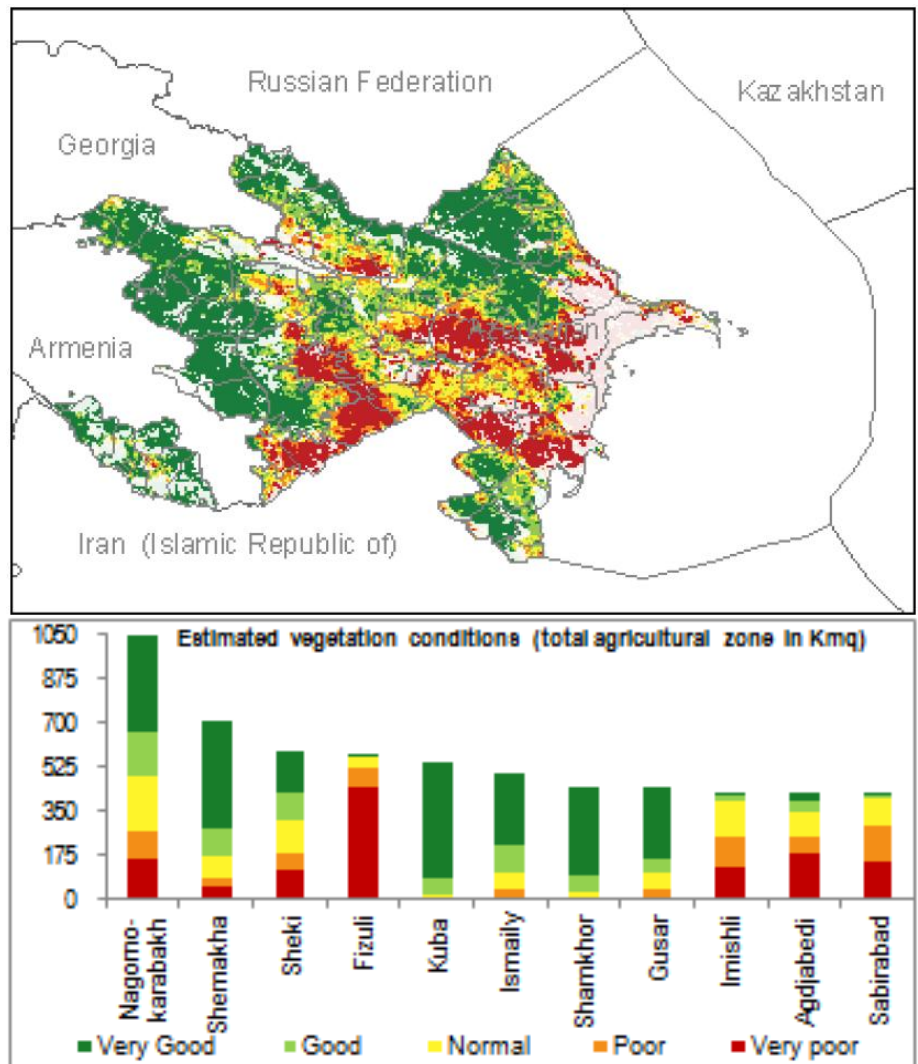 Russian Federation
Kazakhstan
Georgia
Armenia
Azerbaijan
Iran (Islamic Republic of)
Estimated vegetation conditions (total agricultural zone in Kmq)
1050
875
700
525
350
175
0
Nagorno-
karabakh
Shemakha
Sheki
Fizuli
Kuba
Ismaily
Shamkhor
Gusar
Imishli
Agdjabedi
Sabirabad
Very Good
Good
Normal
Poor
Very poor